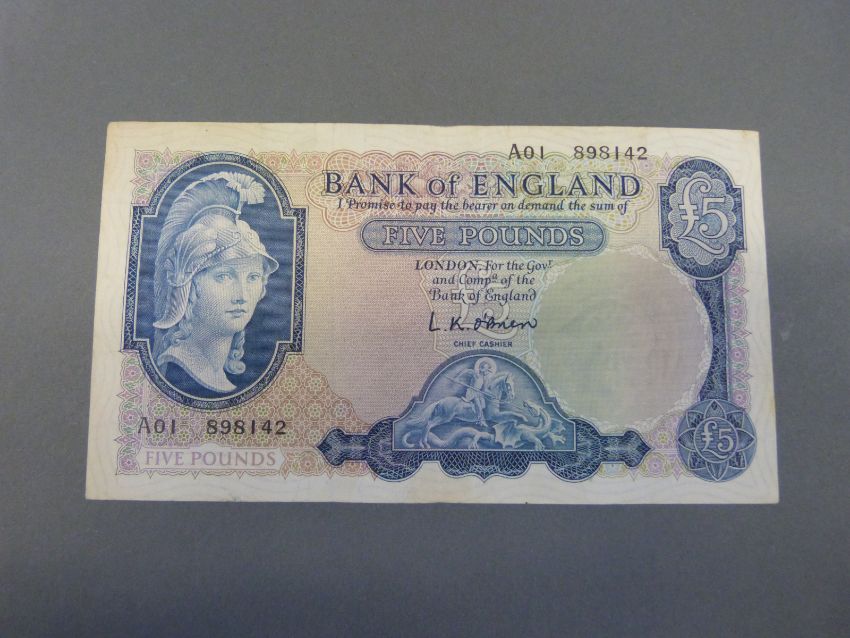 A01 898142
BANK of ENGLAND
I Promise to pay the bearer on demand the sum of
£5
FIVE POUNDS
LONDON, For the Govr
and Compa of the
Bank of England
L.K. O'Brien
CHIEF CASHIER
A01 898142
FIVE POUNDS
£5